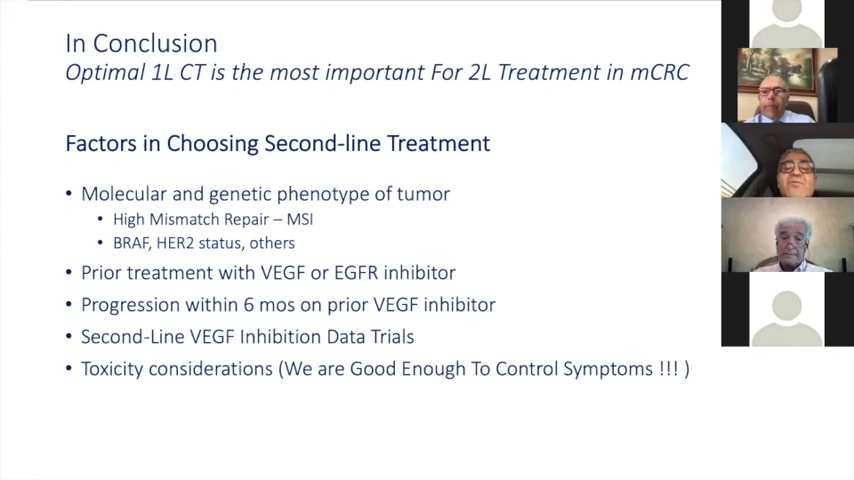 In Conclusion
Optimal 1L CT is the most important For 2L Treatment in mCRC
Factors in Choosing Second-line Treatment
• Molecular and genetic phenotype of tumor
• High Mismatch Repair – MSI
• BRAF, HER2 status, others
• Prior treatment with VEGF or EGFR inhibitor
• Progression within 6 mos on prior VEGF inhibitor
• Second-Line VEGF Inhibition Data Trials
• Toxicity considerations (We are Good Enough To Control Symptoms !!! )